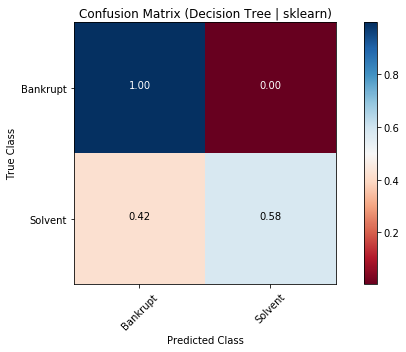 Confusion Matrix (Decision Tree | sklearn)
Bankrupt
1.00
0.00
0.8
0.6
True Class
0.4
Solvent
0.42
0.58
0.2
Bankrupt
Solvent
Predicted Class